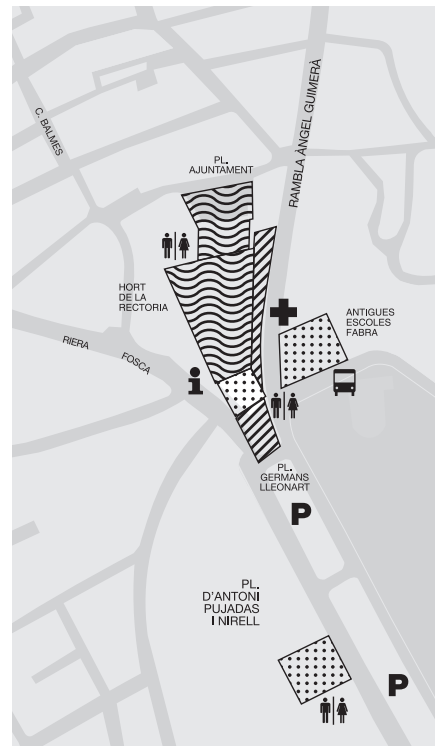 C. BALMES
PL.
AJUNTAMENT
RAMBLA ÀNGEL GUIMERÀ
HORT
DE LA
RECTORIA
ANTIGUES
ESCOLES
FABRA
RIERA
FOSCA
i
PL.
GERMANS
LLEONART
P
PL.
D'ANTONI
PUJADAS
I NIRELL
P